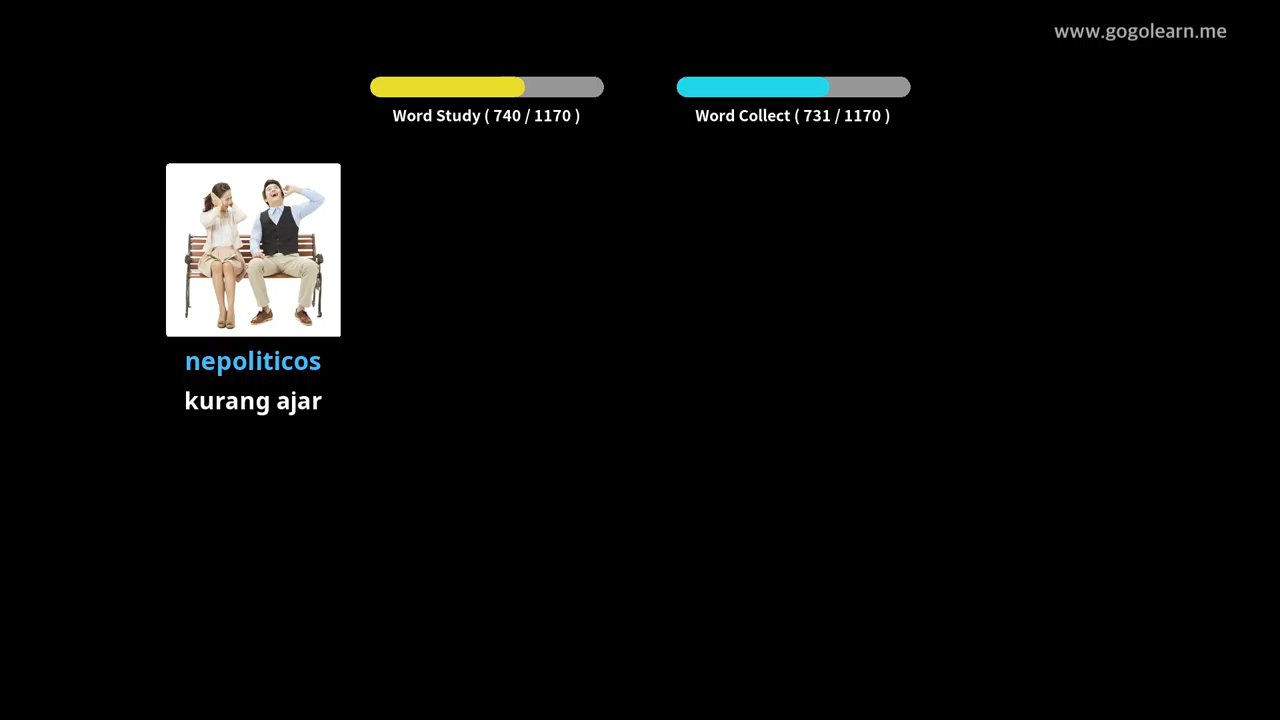 www.gogolearn.me
Word Study ( 740 / 1170 )
Word Collect ( 731 / 1170 )
nepoliticos
kurang ajar